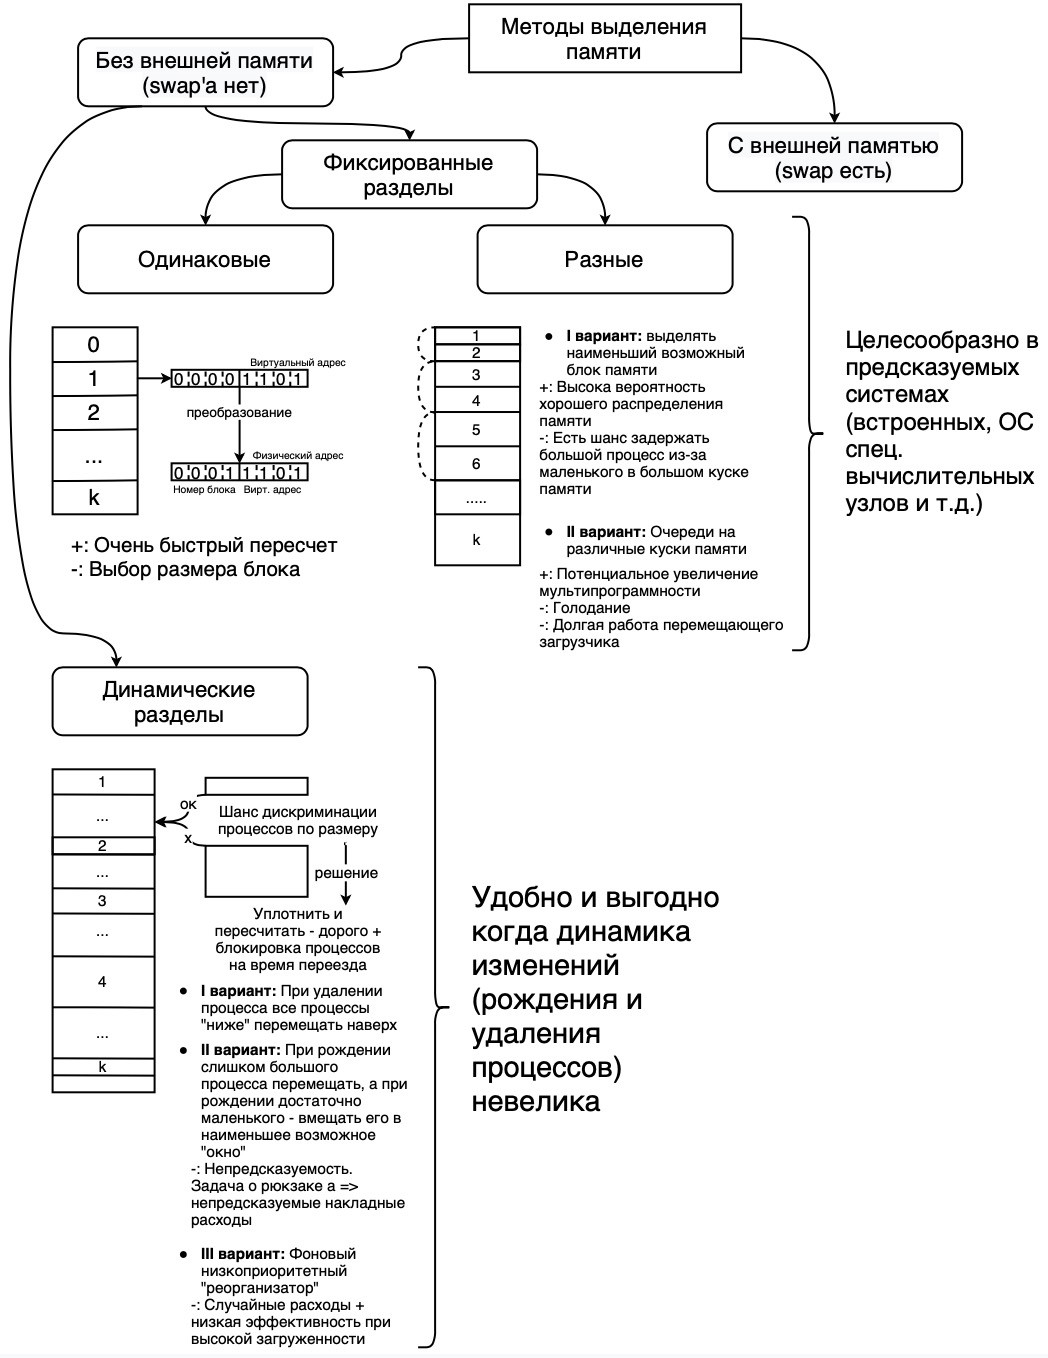 Методы выделения
памяти
Без внешней памяти
(swap'а нет)
С внешней памятью
(swap есть)
Фиксированные
разделы
Одинаковые
Разные
0
1
2
...
k
Виртуальный адрес
0 0 0 0 1 1 0 1
преобразование
Физический адрес
0 0 0 1 1 1 0 1
Номер блока Вирт. адрес
+: Очень быстрый пересчет
-: Выбор размера блока
1
2
3
4
5
6
.....
k
● I вариант: выделять
наименьший возможный
блок памяти
+: Высока вероятность
хорошего распределения
памяти
-: Есть шанс задержать
большой процесс из-за
маленького в большом куске
памяти
● II вариант: Очереди на
различные куски памяти
+: Потенциальное увеличение
мультипрограммности
-: Голодание
-: Долгая работа перемещающего
загрузчика
Целесообразно в
предсказуемых
системах
(встроенных, ОС
спец.
вычислительных
узлов и т.д.)
Динамические
разделы
1
...
2
...
3
...
4
...
k
ок
х
Шанс дискриминации
процессов по размеру
решение
Уплотнить и
пересчитать - дорого +
блокировка процессов
на время переезда
● I вариант: При удалении
процесса все процессы
"ниже" перемещать наверх
● II вариант: При рождении
слишком большого
процесса перемещать, а при
рождении достаточно
маленького - вмещать его в
наименьшее возможное
"окно"
-: Непредсказуемость.
Задача о рюкзаке а =>
непредсказуемые накладные
расходы
● III вариант: Фоновый
низкоприоритетный
"реорганизатор"
-: Случайные расходы +
низкая эффективность при
высокой загруженности
Удобно и выгодно
когда динамика
изменений
(рождения и
удаления
процессов)
невелика